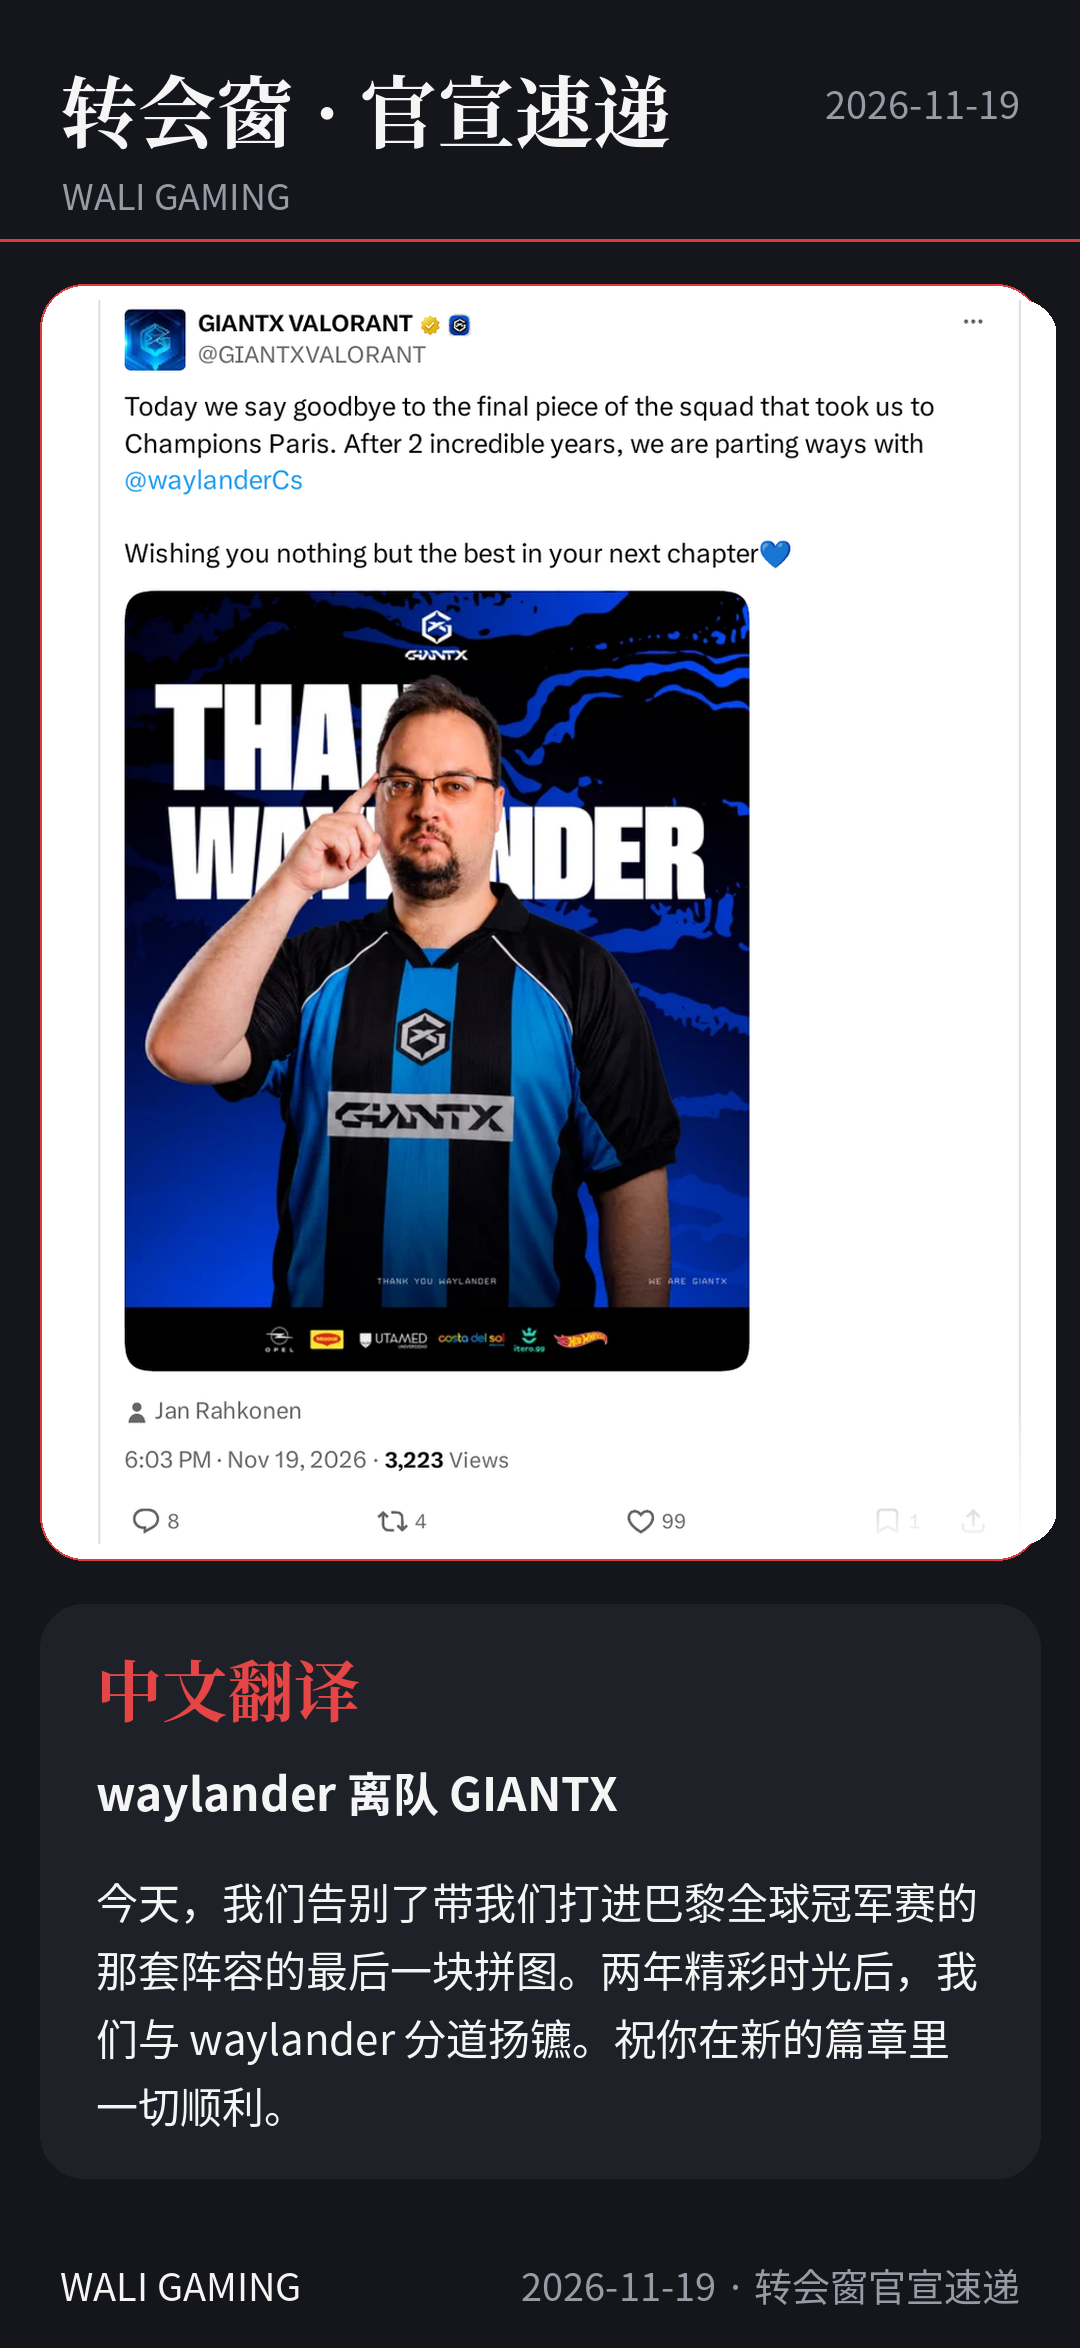 转会窗 · 官宣速递
2026-11-19
WALI GAMING
GIANTX VALORANT
@GIANTXVALORANT
Today we say goodbye to the final piece of the squad that took us to
Champions Paris. After 2 incredible years, we are parting ways with
@waylanderCs
Wishing you nothing but the best in your next chapter💙
GIANTX
THAN
WAYLANDER
GIANTX
THANK YOU WAYLANDER
WE ARE GIANTX
OPEL
UTAMED
costa del sol
itero.gg
Hot Wheels
Jan Rahkonen
6:03 PM · Nov 19, 2026 · 3,223 Views
8
4
99
1
中文翻译
waylander 离队 GIANTX
今天，我们告别了带我们打进巴黎全球冠军赛的
那套阵容的最后一块拼图。两年精彩时光后，我
们与 waylander 分道扬镳。祝你在新的篇章里
一切顺利。
WALI GAMING
2026-11-19 · 转会窗官宣速递